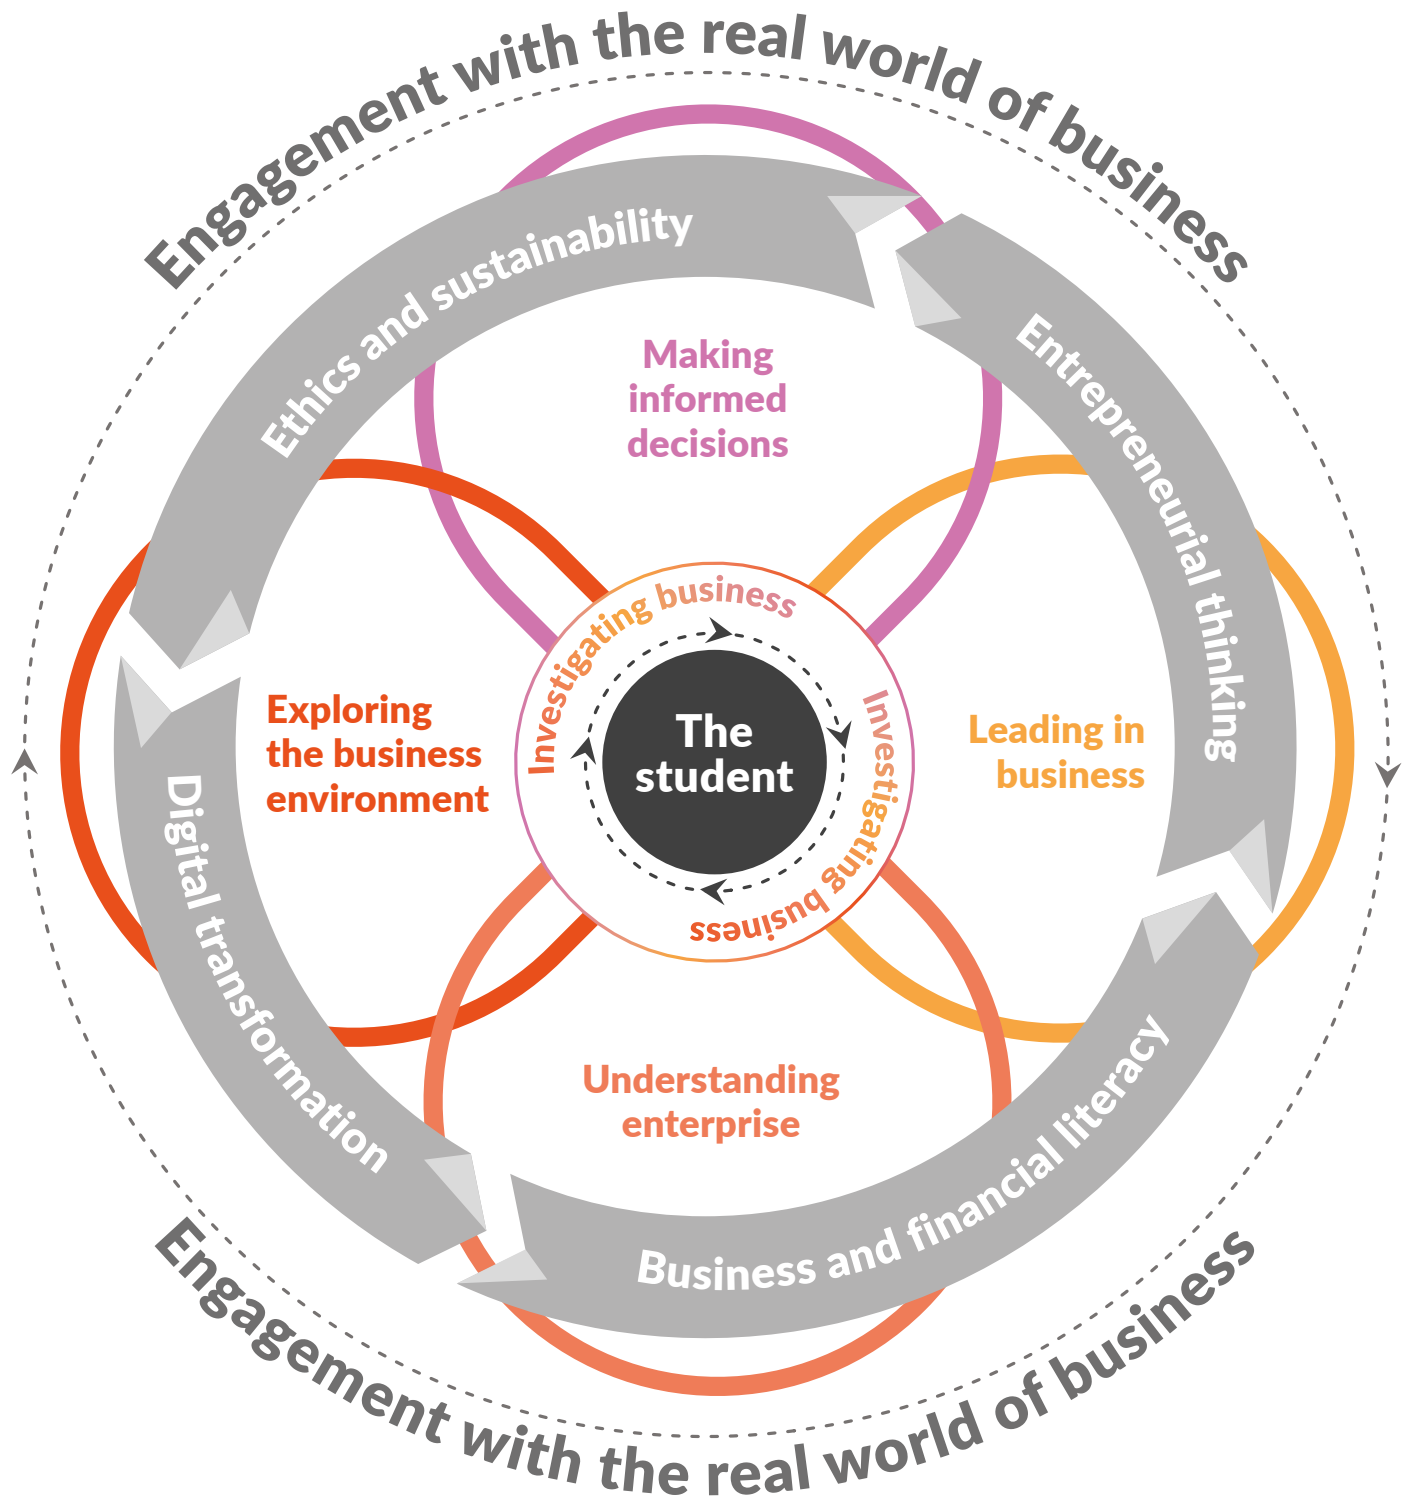 Engagement with the real world of business
Ethics and sustainability
Entrepreneurial thinking
Making
informed
decisions
Investigating business
Exploring
the business
environment
The
student
Leading in
business
Investigating business
Digital transformation
Understanding
enterprise
Business and financial literacy
Engagement with the real world of business